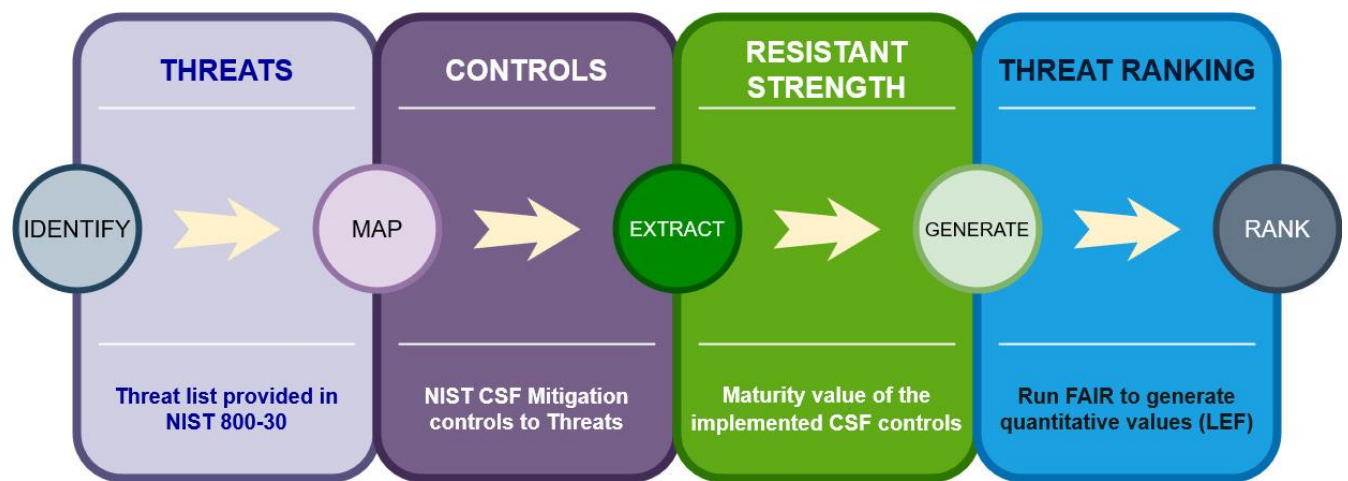 THREATS
CONTROLS
RESISTANT
STRENGTH
THREAT RANKING
IDENTIFY
MAP
EXTRACT
GENERATE
RANK
Threat list provided in
NIST 800-30
NIST CSF Mitigation
controls to Threats
Maturity value of the
implemented CSF controls
Run FAIR to generate
quantitative values (LEF)